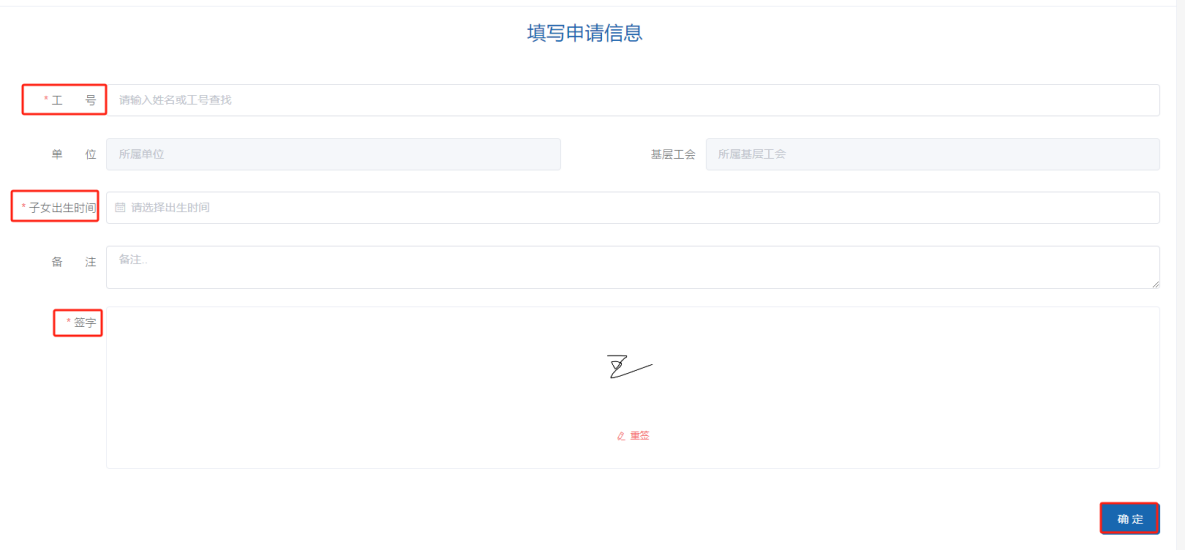 填写申请信息
* 工 号 请输入姓名或工号查找
单 位 所属单位 基层工会 所属基层工会
* 子女出生时间 请选择出生时间
备 注 备注..
* 签字
重签
确 定